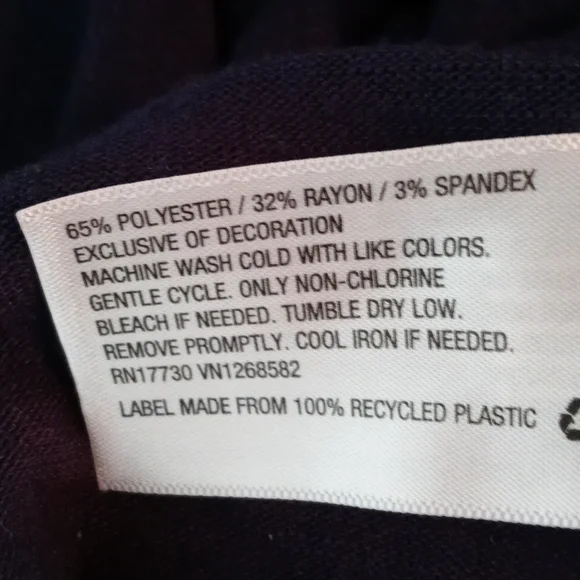 65% POLYESTER / 32% RAYON / 3% SPANDEX
EXCLUSIVE OF DECORATION
MACHINE WASH COLD WITH LIKE COLORS.
GENTLE CYCLE. ONLY NON-CHLORINE
BLEACH IF NEEDED. TUMBLE DRY LOW.
REMOVE PROMPTLY. COOL IRON IF NEEDED.
RN17730 VN1268582
LABEL MADE FROM 100% RECYCLED PLASTIC